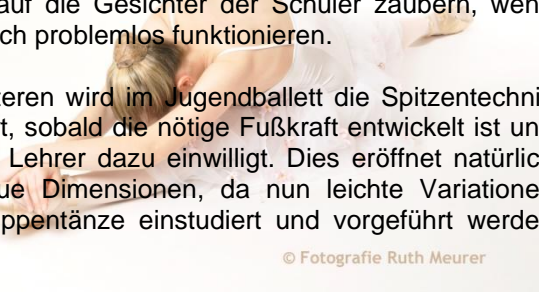 auf die Gesichter der Schüler zaubern, wen
ch problemlos funktionieren.
teren wird im Jugendballett die Spitzentechni
t, sobald die nötige Fußkraft entwickelt ist un
Lehrer dazu einwilligt. Dies eröffnet natürlic
ue Dimensionen, da nun leichte Variatione
ppentänze einstudiert und vorgeführt werde
© Fotografie Ruth Meurer